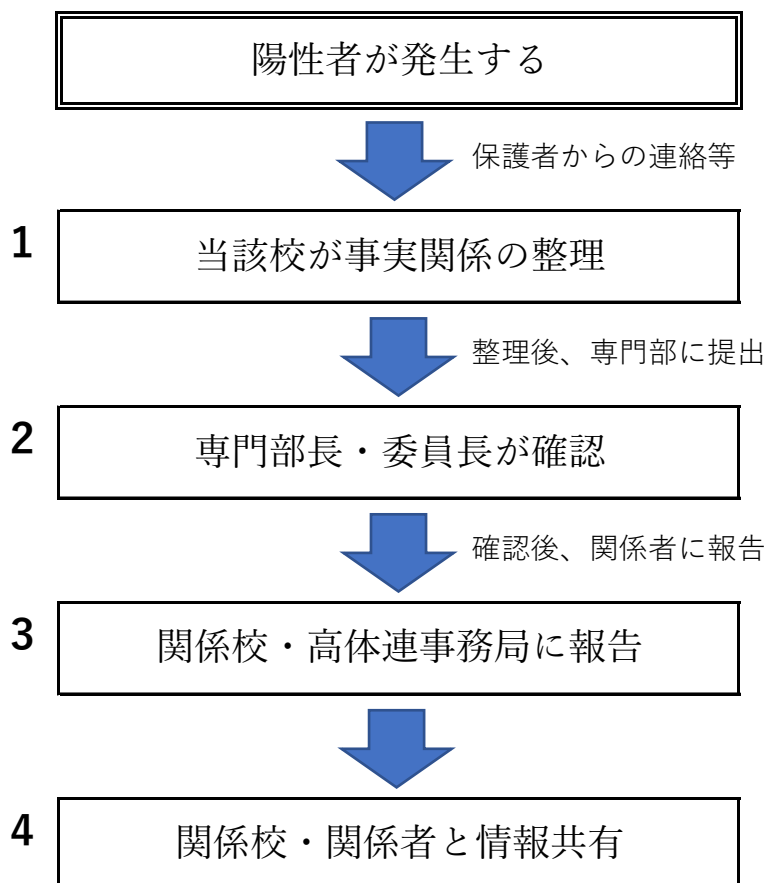 陽性者が発生する
保護者からの連絡等
1
当該校が事実関係の整理
整理後、専門部に提出
2
専門部長・委員長が確認
確認後、関係者に報告
3
関係校・高体連事務局に報告
4
関係校・関係者と情報共有